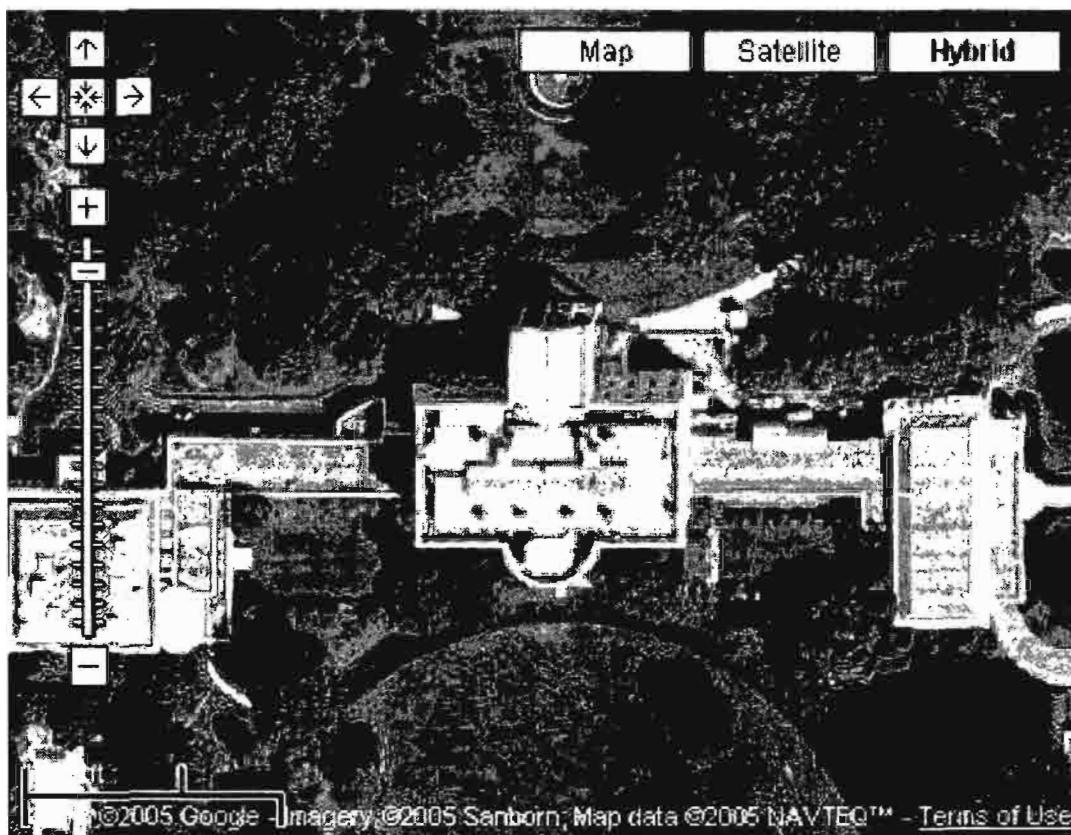 Map Satellite Hybrid
©2005 Google - Imagery ©2005 Sanborn, Map data ©2005 NAVTEQ™ - Terms of Use